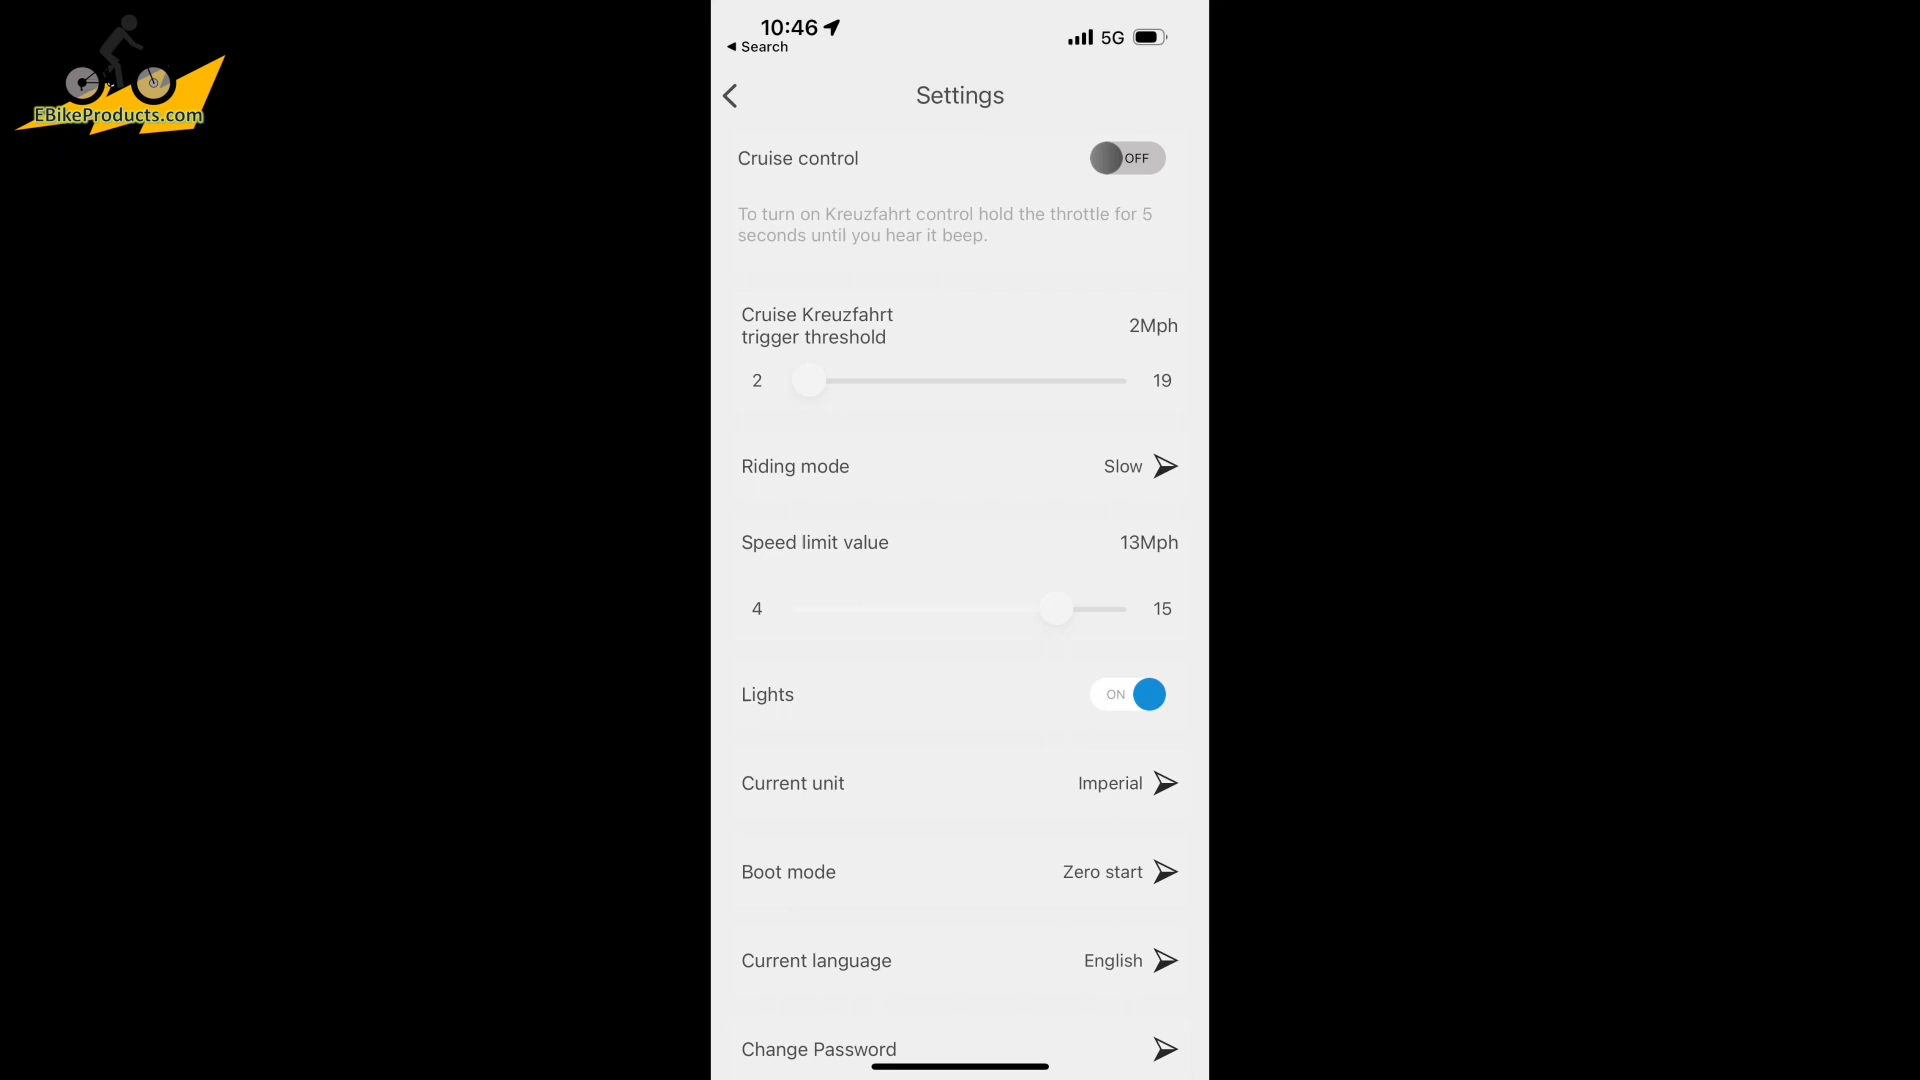 EBikeProducts.com
10:46
5G
◀ Search
Settings
Cruise control
OFF
To turn on Kreuzfahrt control hold the throttle for 5
seconds until you hear it beep.
Cruise Kreuzfahrt
trigger threshold
2Mph
2
19
Riding mode
Slow
Speed limit value
13Mph
4
15
Lights
ON
Current unit
Imperial
Boot mode
Zero start
Current language
English
Change Password